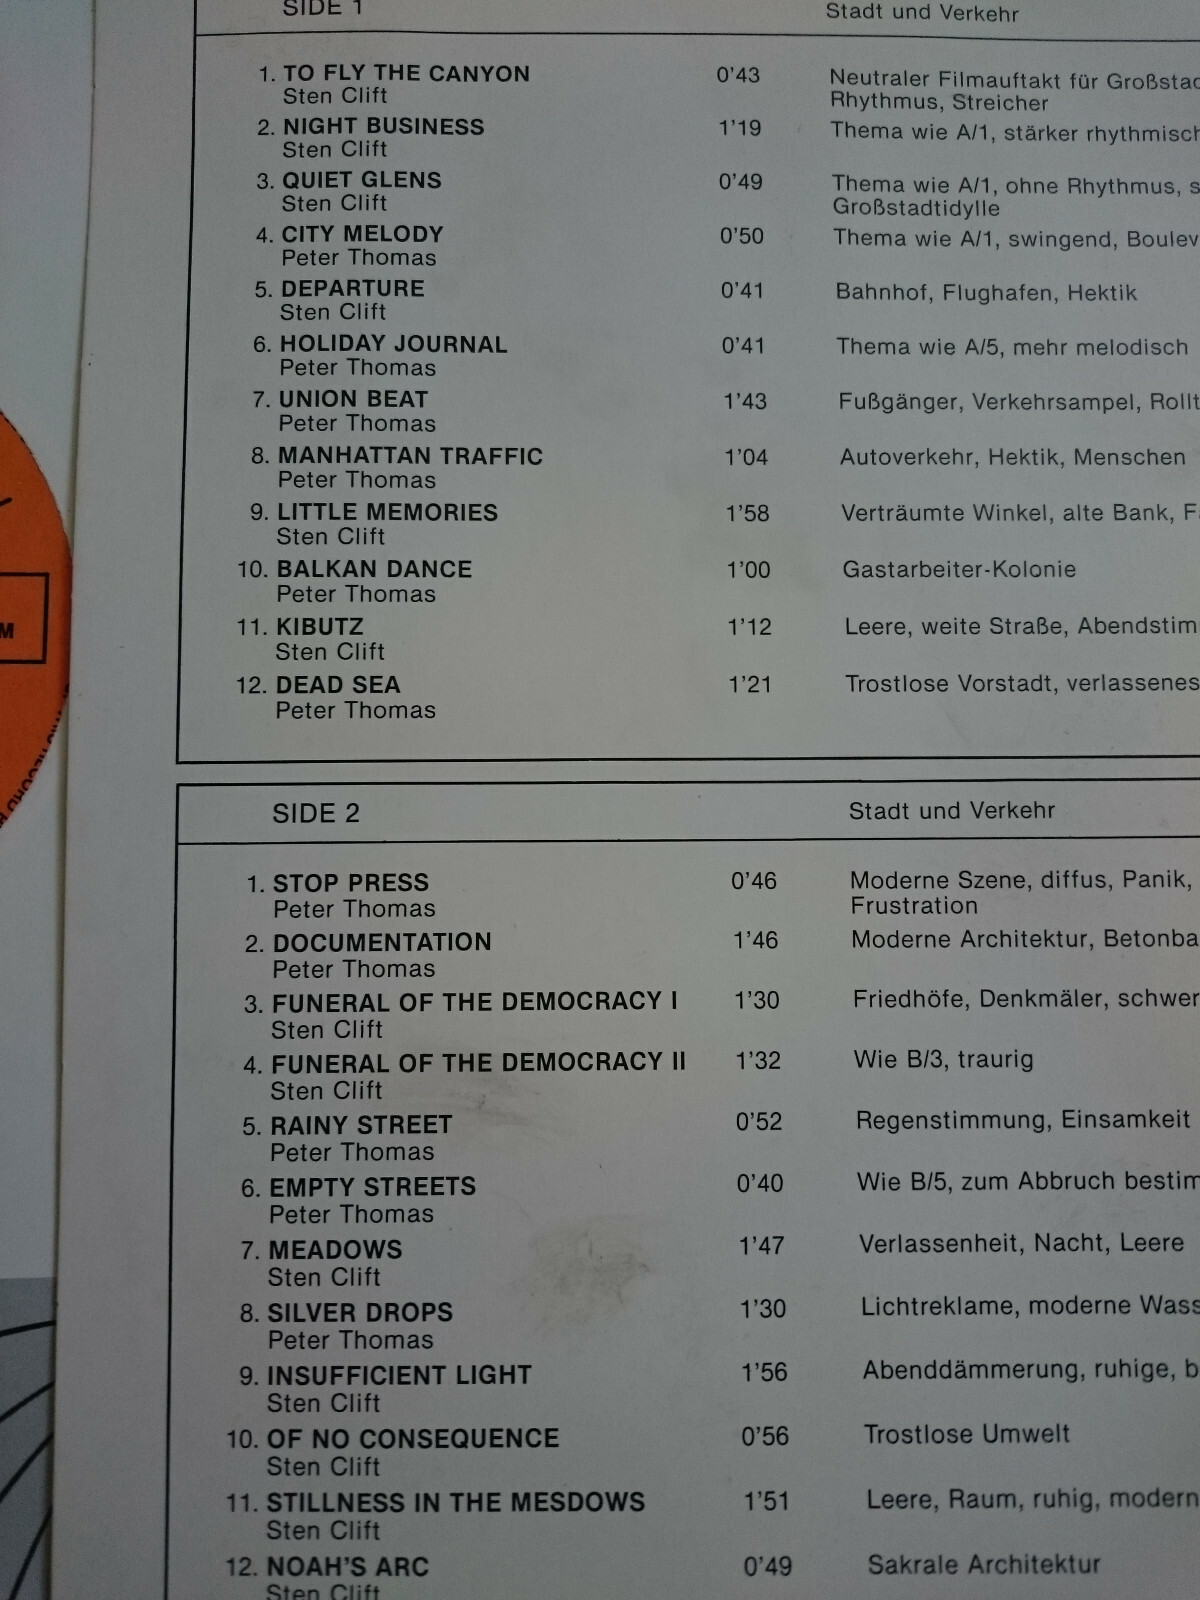 SIDE 1 Stadt und Verkehr
1. TO FLY THE CANYON 0'43 Neutraler Filmauftakt für
Sten Clift Rhythmus, Streicher
2. NIGHT BUSINESS 1'19 Thema wie A/1, stärker
Sten Clift
3. QUIET GLENS 0'49 Thema wie A/1, ohne Rhythmus,
Sten Clift Großstadtidylle
4. CITY MELODY 0'50 Thema wie A/1, swingend,
Peter Thomas
5. DEPARTURE 0'41 Bahnhof, Flughafen, Hektik
Sten Clift
6. HOLIDAY JOURNAL 0'41 Thema wie A/5, mehr melodisch
Peter Thomas
7. UNION BEAT 1'43 Fußgänger, Verkehrsampel,
Peter Thomas
8. MANHATTAN TRAFFIC 1'04 Autoverkehr, Hektik, Menschen
Peter Thomas
9. LITTLE MEMORIES 1'58 Verträumte Winkel, alte Bank,
Sten Clift
10. BALKAN DANCE 1'00 Gastarbeiter-Kolonie
Peter Thomas
11. KIBUTZ 1'12 Leere, weite Straße,
Sten Clift
12. DEAD SEA 1'21 Trostlose Vorstadt, verlassenes
Peter Thomas
SIDE 2 Stadt und Verkehr
1. STOP PRESS 0'46 Moderne Szene, diffus, Panik,
Peter Thomas Frustration
2. DOCUMENTATION 1'46 Moderne Architektur,
Peter Thomas
3. FUNERAL OF THE DEMOCRACY I 1'30 Friedhöfe, Denkmäler,
Sten Clift
4. FUNERAL OF THE DEMOCRACY II 1'32 Wie B/3, traurig
Sten Clift
5. RAINY STREET 0'52 Regenstimmung, Einsamkeit
Peter Thomas
6. EMPTY STREETS 0'40 Wie B/5, zum Abbruch
Peter Thomas
7. MEADOWS 1'47 Verlassenheit, Nacht, Leere
Sten Clift
8. SILVER DROPS 1'30 Lichtreklame, moderne
Peter Thomas
9. INSUFFICIENT LIGHT 1'56 Abenddämmerung, ruhige,
Sten Clift
10. OF NO CONSEQUENCE 0'56 Trostlose Umwelt
Sten Clift
11. STILLNESS IN THE MESDOWS 1'51 Leere, Raum, ruhig, modern
Sten Clift
12. NOAH'S ARC 0'49 Sakrale Architektur
Sten Clift